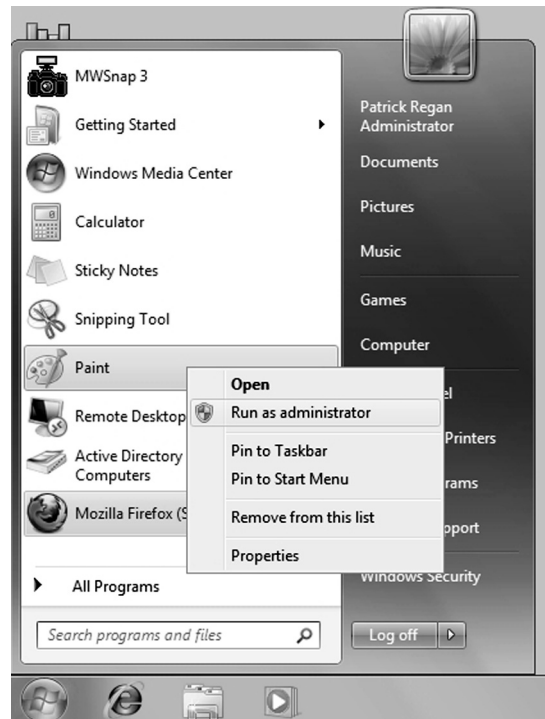 MWSnap 3
Getting Started
Windows Media Center
Calculator
Sticky Notes
Snipping Tool
Paint
Remote Desktop
Active Directory
Computers
Mozilla Firefox (S
All Programs
Search programs and files
Open
Run as administrator
Pin to Taskbar
Pin to Start Menu
Remove from this list
Properties
Patrick Regan
Administrator
Documents
Pictures
Music
Games
Computer
el
Printers
rams
pport
Windows Security
Log off